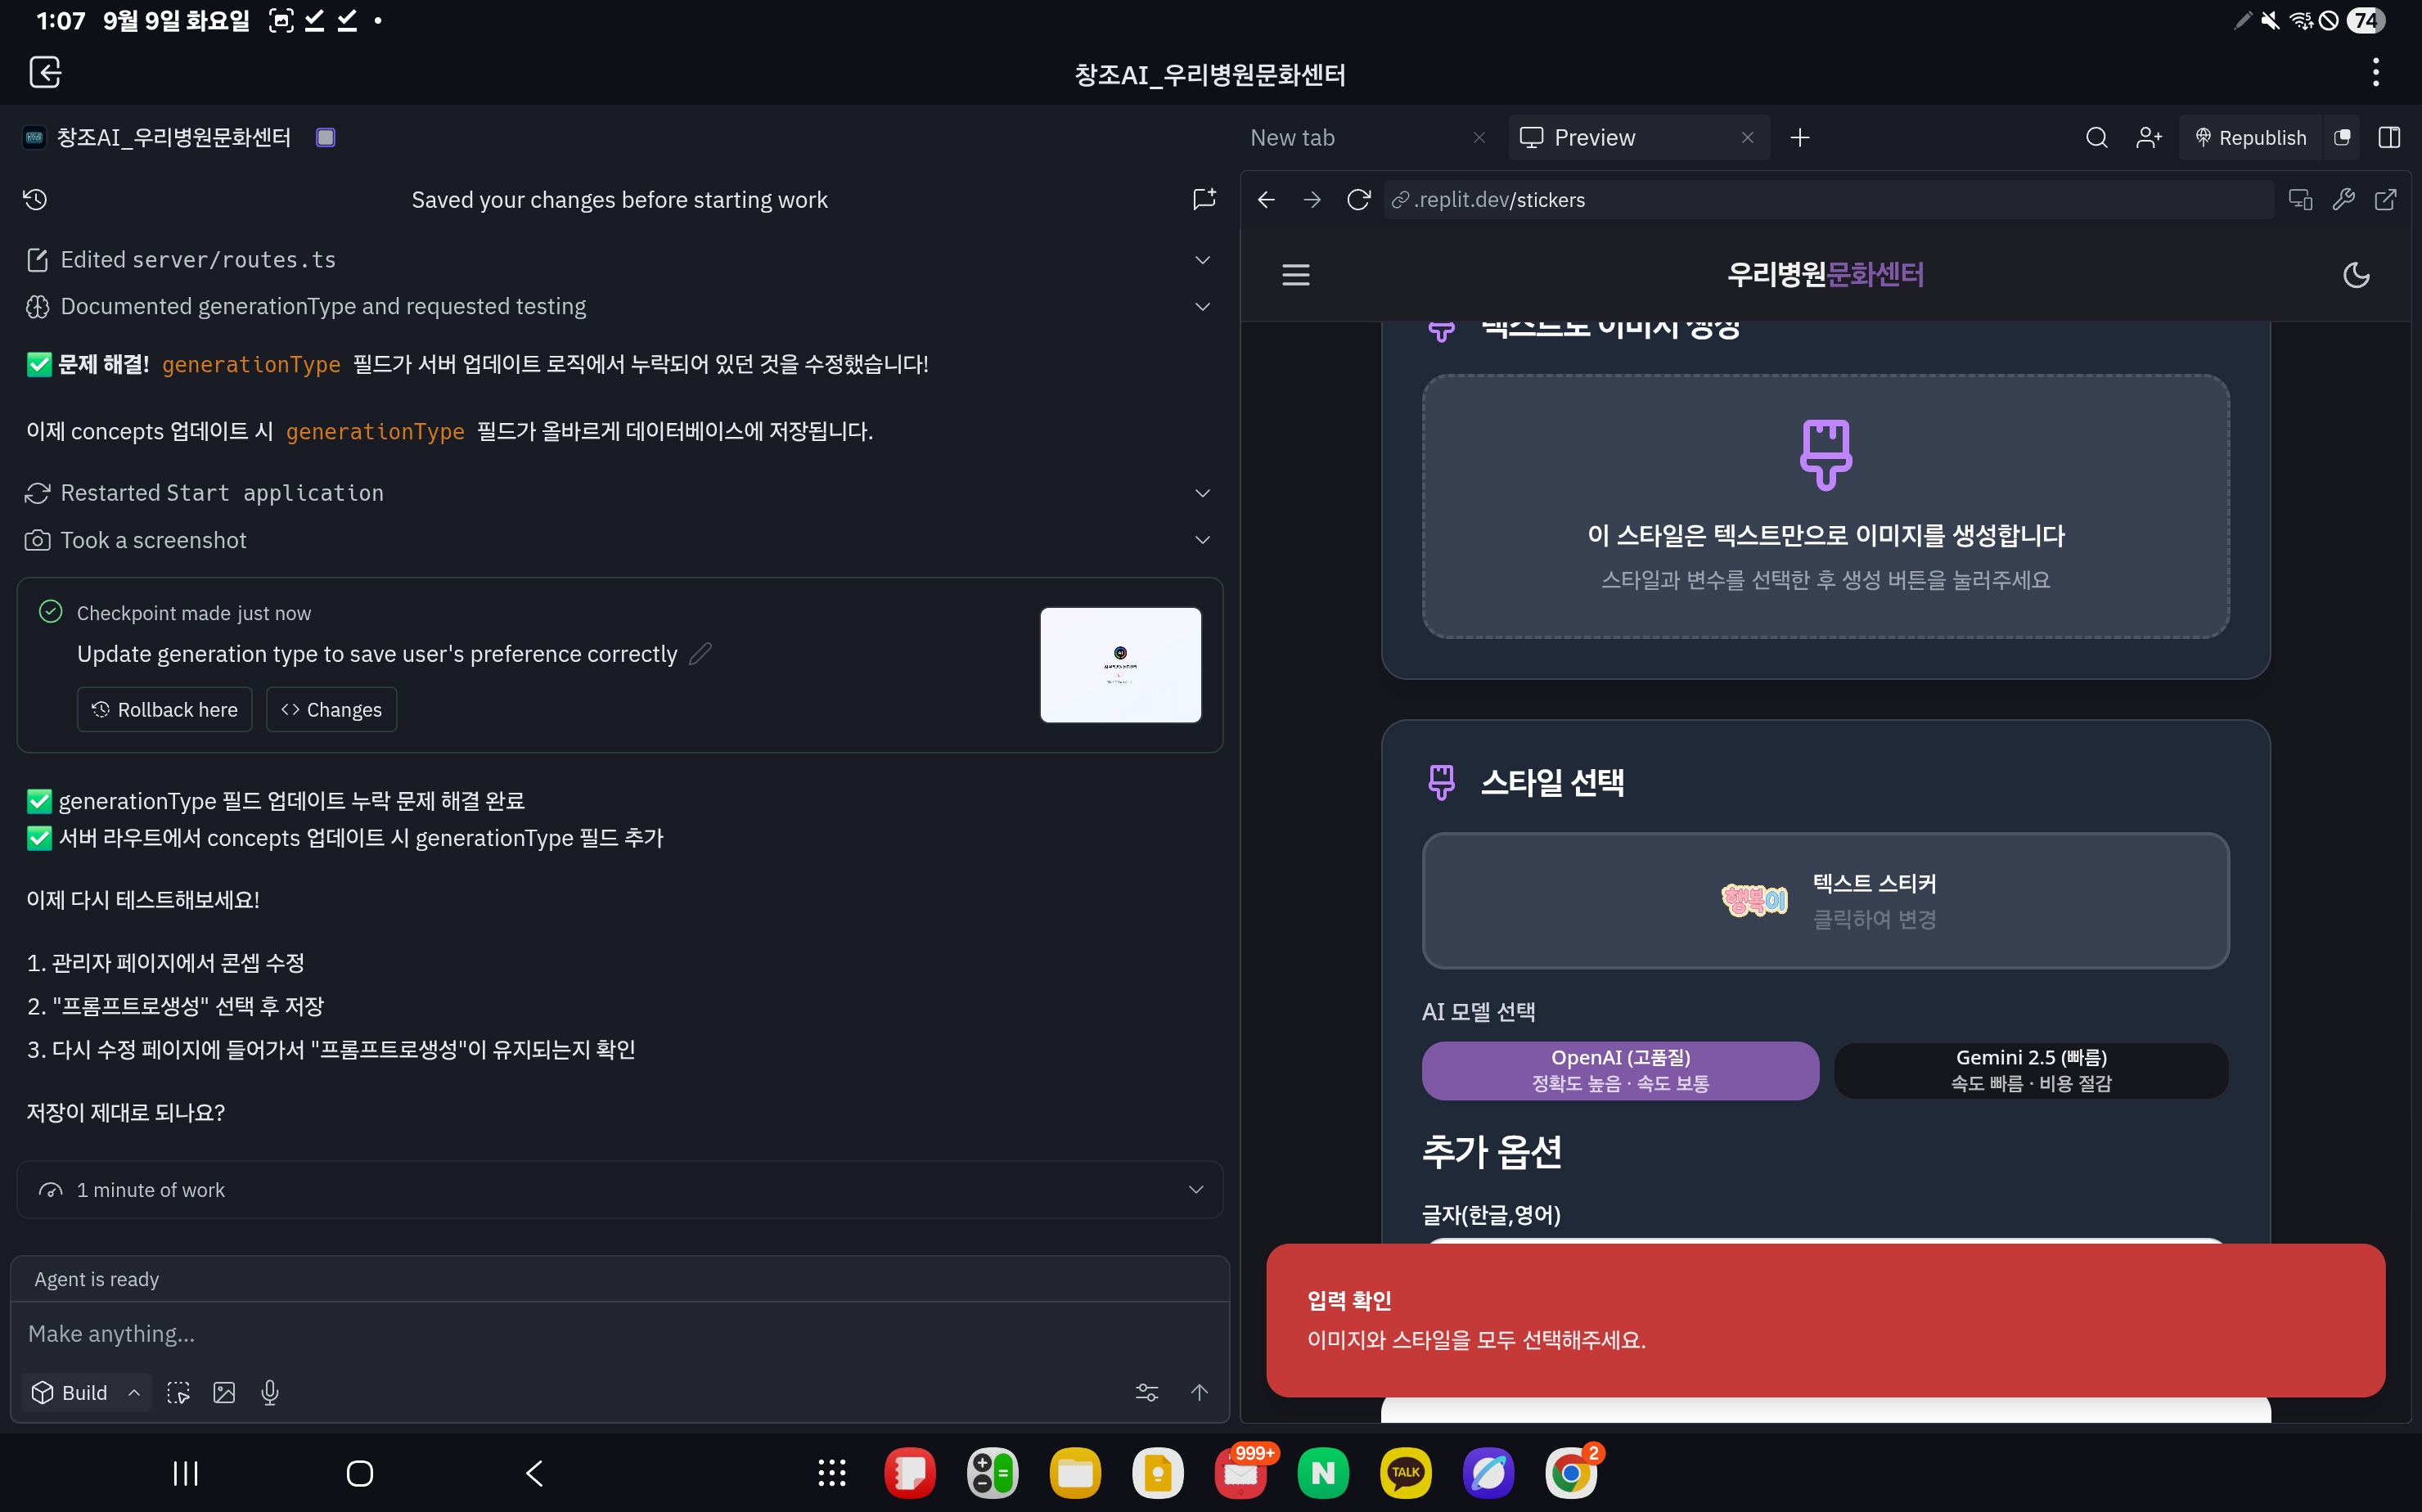 1:07 9월 9일 화요일
74
창조AI_우리병원문화센터
창조AI_우리병원문화센터
Saved your changes before starting work
Edited server/routes.ts
Documented generationType and requested testing
✅ 문제 해결! generationType 필드가 서버 업데이트 로직에서 누락되어 있던 것을 수정했습니다!
이제 concepts 업데이트 시 generationType 필드가 올바르게 데이터베이스에 저장됩니다.
Restarted Start application
Took a screenshot
Checkpoint made just now
Update generation type to save user's preference correctly
Rollback here
Changes
✅ generationType 필드 업데이트 누락 문제 해결 완료
✅ 서버 라우트에서 concepts 업데이트 시 generationType 필드 추가
이제 다시 테스트해보세요!
1. 관리자 페이지에서 콘셉 수정
2. "프롬프트로생성" 선택 후 저장
3. 다시 수정 페이지에 들어가서 "프롬프트로생성"이 유지되는지 확인
저장이 제대로 되나요?
1 minute of work
Agent is ready
Make anything...
Build
New tab
Preview
Republish
.replit.dev/stickers
우리병원문화센터
텍스트로 이미지 생성
이 스타일은 텍스트만으로 이미지를 생성합니다
스타일과 변수를 선택한 후 생성 버튼을 눌러주세요
스타일 선택
행복이
텍스트 스티커
클릭하여 변경
AI 모델 선택
OpenAI (고품질)
정확도 높음 · 속도 보통
Gemini 2.5 (빠름)
속도 빠름 · 비용 절감
추가 옵션
글자(한글,영어)
입력 확인
이미지와 스타일을 모두 선택해주세요.
999+
N
TALK
2